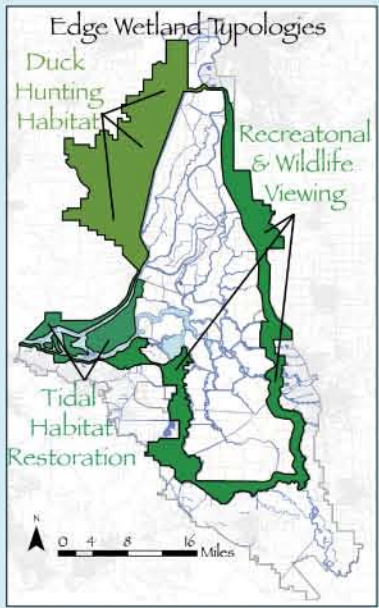 Edge Wetland Typologies
Duck
Hunting
Habitat
Recreatonal
& Wildlife
Viewing
Tidal
Habitat
Restoration
N
0 4 8 16
Miles